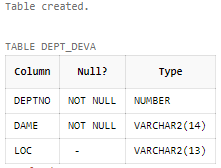 Table created.
TABLE DEPT_DEVA
Column Null? Type
DEPTNO NOT NULL NUMBER
DAME NOT NULL VARCHAR2(14)
LOC - VARCHAR2(13)